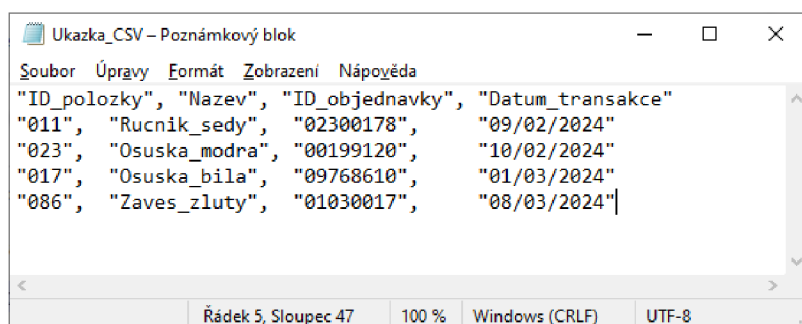 Ukazka_CSV – Poznámkový blok
Soubor Úpravy Formát Zobrazení Nápověda
"ID_polozky", "Nazev", "ID_objednavky", "Datum_transakce"
"011", "Rucnik_sedy", "02300178", "09/02/2024"
"023", "Osuska_modra", "00199120", "10/02/2024"
"017", "Osuska_bila", "09768610", "01/03/2024"
"086", "Zaves_zluty", "01030017", "08/03/2024"
Řádek 5, Sloupec 47 100 % Windows (CRLF) UTF-8